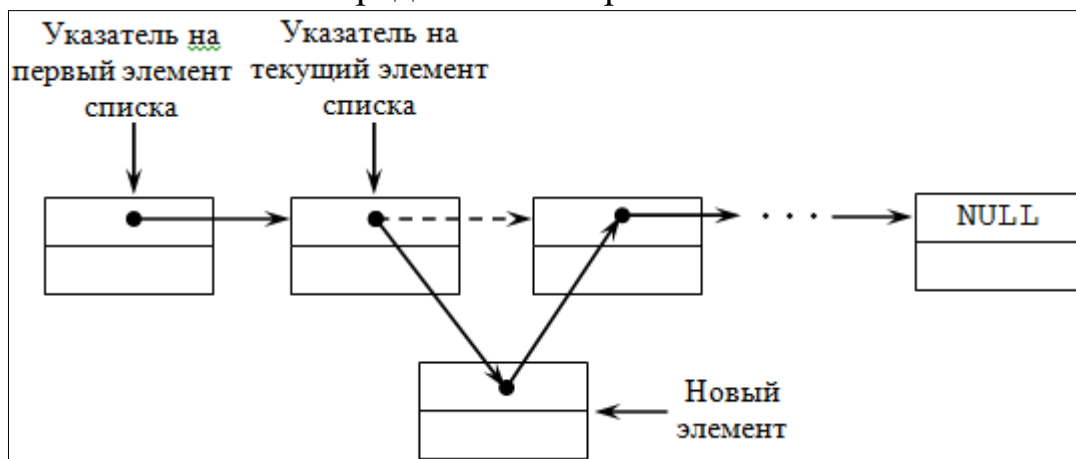 Указатель на
первый элемент
списка
Указатель на
текущий элемент
списка
NULL
Новый
элемент